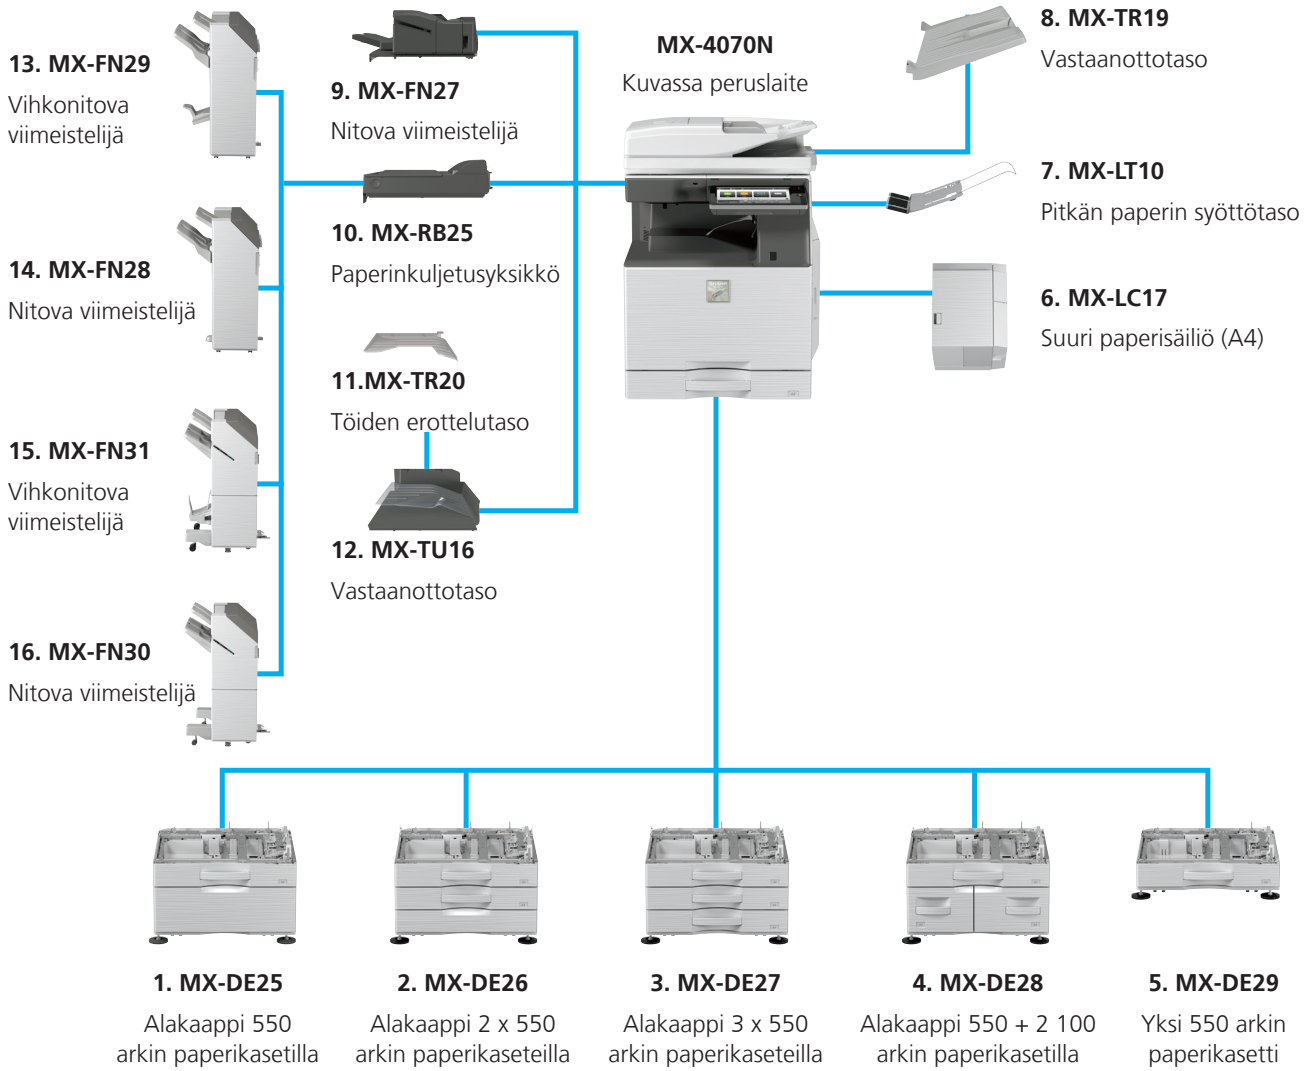 MX-4070N
Kuvassa peruslaite
8. MX-TR19
Vastaanottotaso
7. MX-LT10
Pitkän paperin syöttötaso
6. MX-LC17
Suuri paperisäiliö (A4)
9. MX-FN27
Nitova viimeistelijä
10. MX-RB25
Paperinkuljetusyksikkö
11.MX-TR20
Töiden erottelutaso
12. MX-TU16
Vastaanottotaso
13. MX-FN29
Vihkonitova
viimeistelijä
14. MX-FN28
Nitova viimeistelijä
15. MX-FN31
Vihkonitova
viimeistelijä
16. MX-FN30
Nitova viimeistelijä
1. MX-DE25
Alakaappi 550
arkin paperikasetilla
2. MX-DE26
Alakaappi 2 x 550
arkin paperikaseteilla
3. MX-DE27
Alakaappi 3 x 550
arkin paperikaseteilla
4. MX-DE28
Alakaappi 550 + 2 100
arkin paperikasetilla
5. MX-DE29
Yksi 550 arkin
paperikasetti